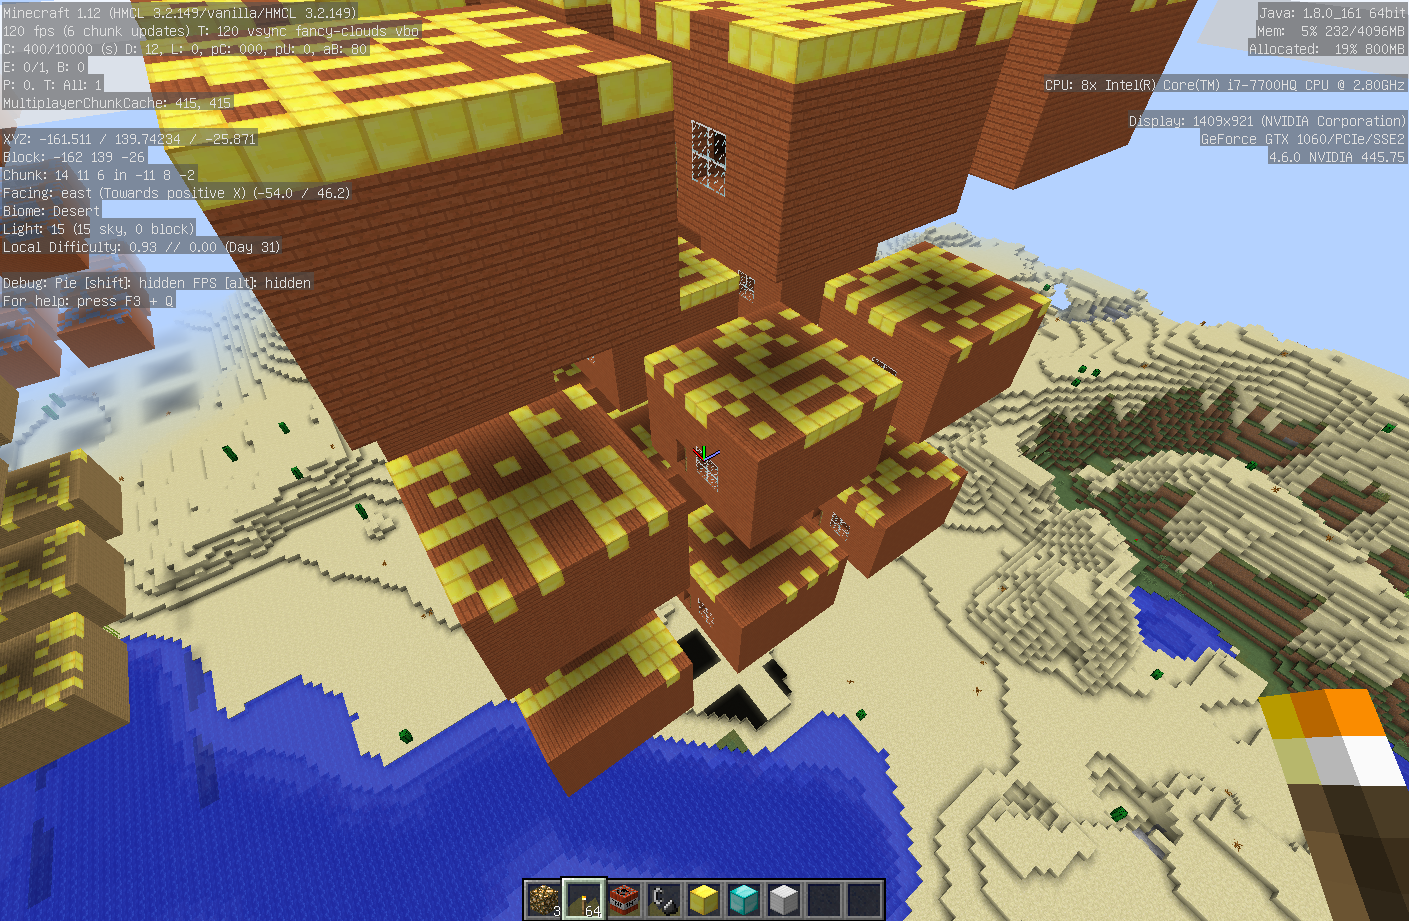 Minecraft 1.12 (HMCL 3.2.149/vanilla/HMCL 3.2.149)
120 fps (6 chunk updates) T: 120 vsync fancy-clouds vbo
C: 400/10000 (s) D: 12, L: 0, pC: 000, pU: 0, aB: 80
E: 0/1, B: 0
P: 0. T: All: 1
MultiplayerChunkCache: 415, 415
XYZ: -161.511 / 139.74234 / -25.871
Block: -162 139 -26
Chunk: 14 11 6 in -11 8 -2
Facing: east (Towards positive X) (-54.0 / 46.2)
Biome: Desert
Light: 15 (15 sky, 0 block)
Local Difficulty: 0.93 // 0.00 (Day 31)
Debug: Pie [shift]: hidden FPS [alt]: hidden
For help: press F3 + Q
Java: 1.8.0_161 64bit
Mem: 5% 232/4096MB
Allocated: 19% 800MB
CPU: 8x Intel(R) Core(TM) i7-7700HQ CPU @ 2.80GHz
Display: 1409x921 (NVIDIA Corporation)
GeForce GTX 1060/PCIe/SSE2
4.6.0 NVIDIA 445.75
3
64